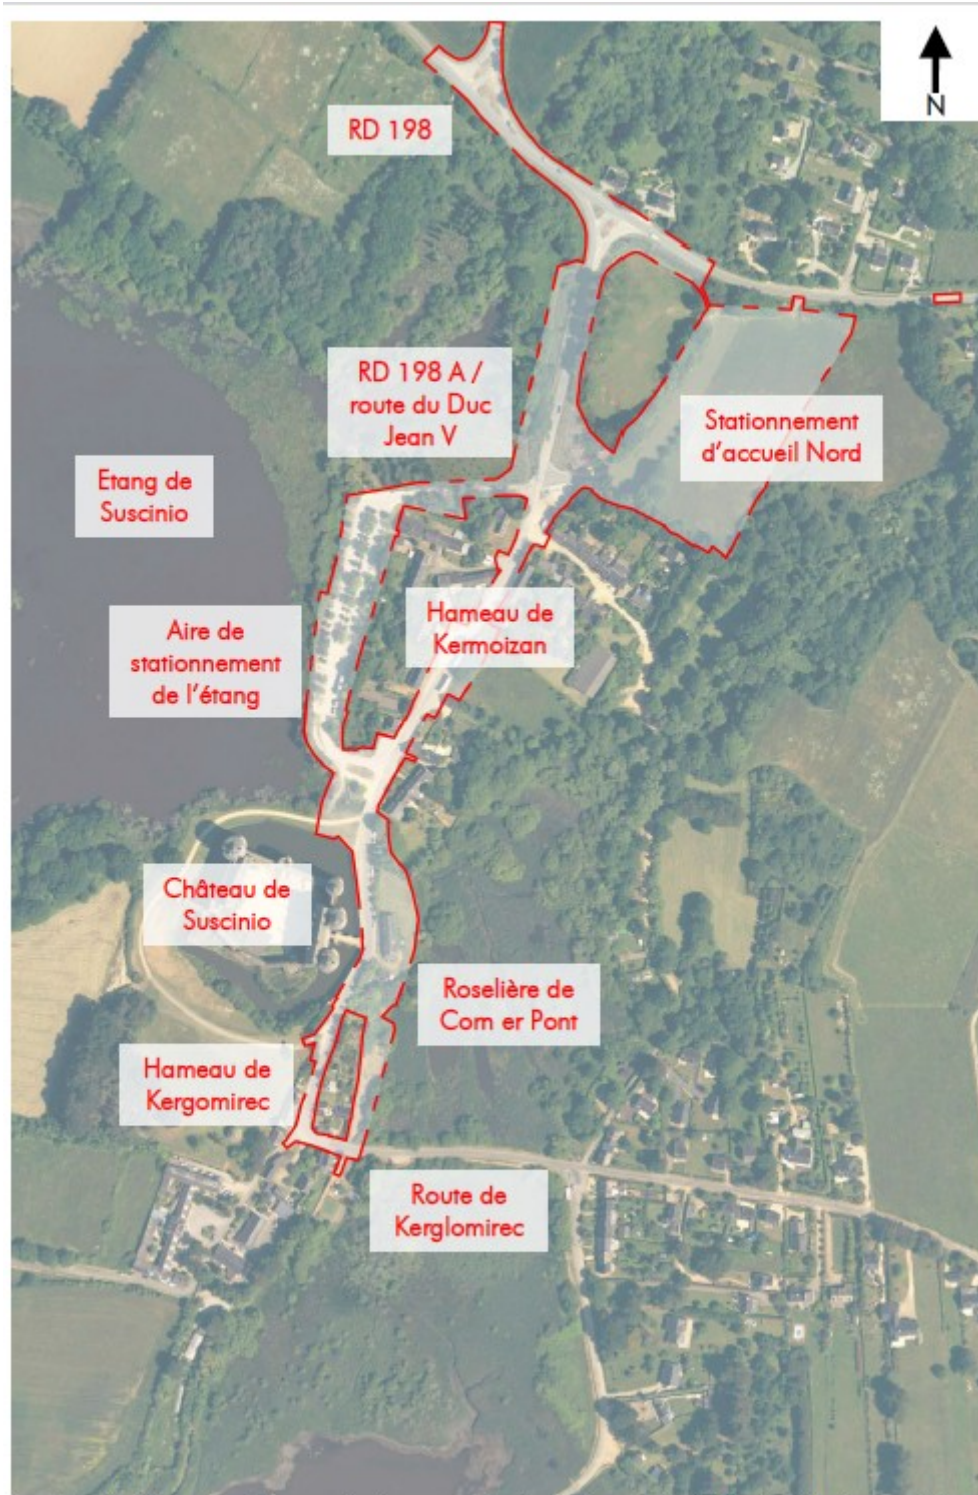 N
RD 198
RD 198 A /
route du Duc
Jean V
Stationnement
d'accueil Nord
Etang de
Suscinio
Aire de
stationnement
de l'étang
Hameau de
Kermoizan
Château de
Suscinio
Roselière de
Corn er Pont
Hameau de
Kergomirec
Route de
Kerglomirec